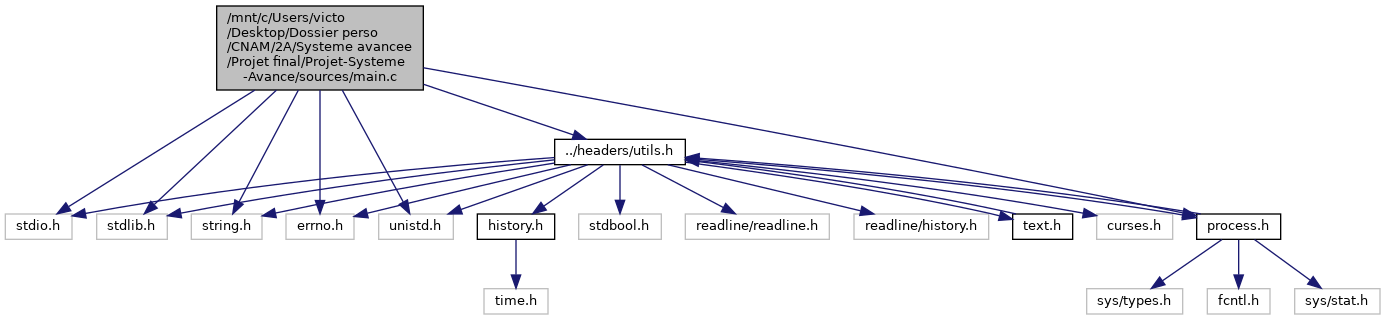 /mnt/c/Users/victo
/Desktop/Dossier perso
/CNAM/2A/Systeme avancee
/Projet final/Projet-Systeme
-Avance/sources/main.c
../headers/utils.h
stdio.h
stdlib.h
string.h
errno.h
unistd.h
history.h
stdbool.h
readline/readline.h
readline/history.h
text.h
curses.h
process.h
time.h
sys/types.h
fcntl.h
sys/stat.h